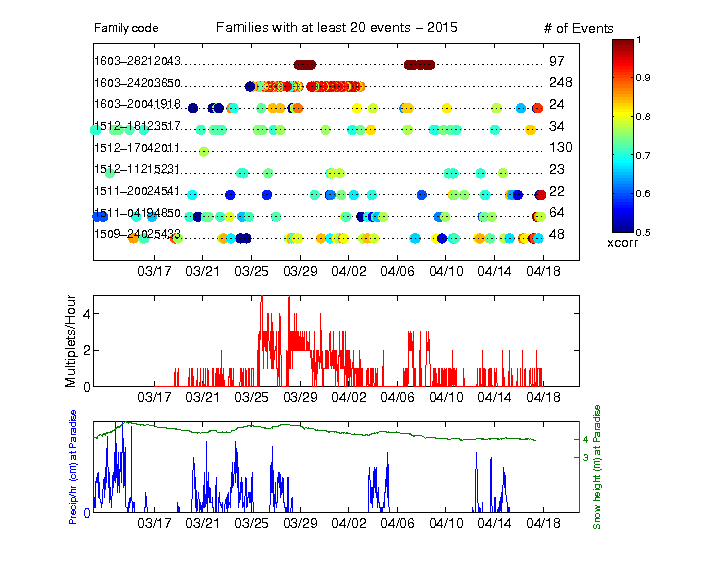 Family code Families with at least 20 events − 2015 # of Events
1603−28212043 97
1603−24203650 248
1603−20041918 24
1512−18123517 34
1512−17042011 130
1512−11215231 23
1511−20024541 22
1511−04194850 64
1509−24025433 48
03/17 03/21 03/25 03/29 04/02 04/06 04/10 04/14 04/18
1
0.9
0.8
0.7
0.6
0.5
xcorr
Multiplets/Hour
4
2
0
03/17 03/21 03/25 03/29 04/02 04/06 04/10 04/14 04/18
Precip/hr (cm) at Paradise
0
4
3
Snow height (m) at Paradise
03/17 03/21 03/25 03/29 04/02 04/06 04/10 04/14 04/18